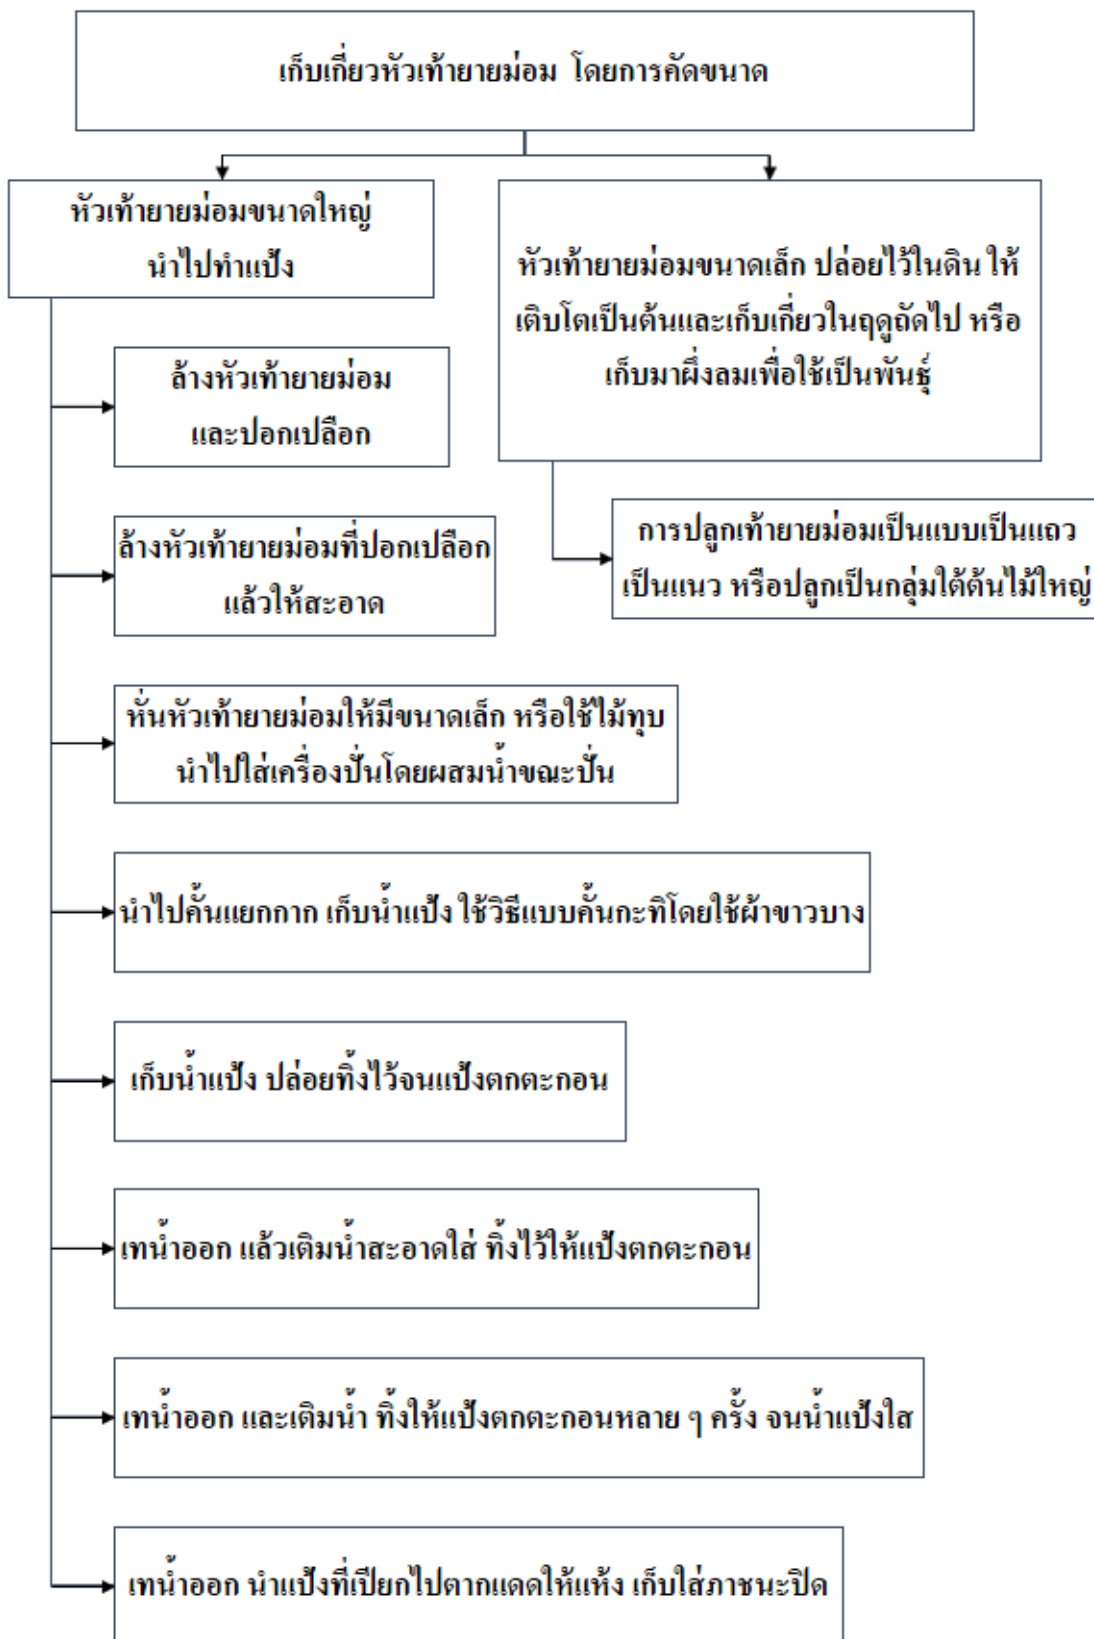 เก็บเกี่ยวหัวเท้ายายม่อม โดยการคัดขนาด
หัวเท้ายายม่อมขนาดใหญ่
นำไปทำแป้ง
หัวเท้ายายม่อมขนาดเล็ก ปล่อยไว้ในดิน ให้
เติบโตเป็นต้นและเก็บเกี่ยวในฤดูถัดไป หรือ
เก็บมาผึ่งลมเพื่อใช้เป็นพันธุ์
ล้างหัวเท้ายายม่อม
และปอกเปลือก
การปลูกเท้ายายม่อมเป็นแบบเป็นแถว
เป็นแนว หรือปลูกเป็นกลุ่มใต้ต้นไม้ใหญ่
ล้างหัวเท้ายายม่อมที่ปอกเปลือก
แล้วให้สะอาด
หั่นหัวเท้ายายม่อมให้มีขนาดเล็ก หรือใช้ไม้ทุบ
นำไปใส่เครื่องปั่นโดยผสมน้ำขณะปั่น
นำไปคั้นแยกกาก เก็บน้ำแป้ง ใช้วิธีแบบคั้นกะทิโดยใช้ผ้าขาวบาง
เก็บน้ำแป้ง ปล่อยทิ้งไว้จนแป้งตกตะกอน
เทน้ำออก แล้วเติมน้ำสะอาดใส่ ทิ้งไว้ให้แป้งตกตะกอน
เทน้ำออก และเติมน้ำ ทิ้งให้แป้งตกตะกอนหลาย ๆ ครั้ง จนน้ำแป้งใส
เทน้ำออก นำแป้งที่เปียกไปตากแดดให้แห้ง เก็บใส่ภาชนะปิด